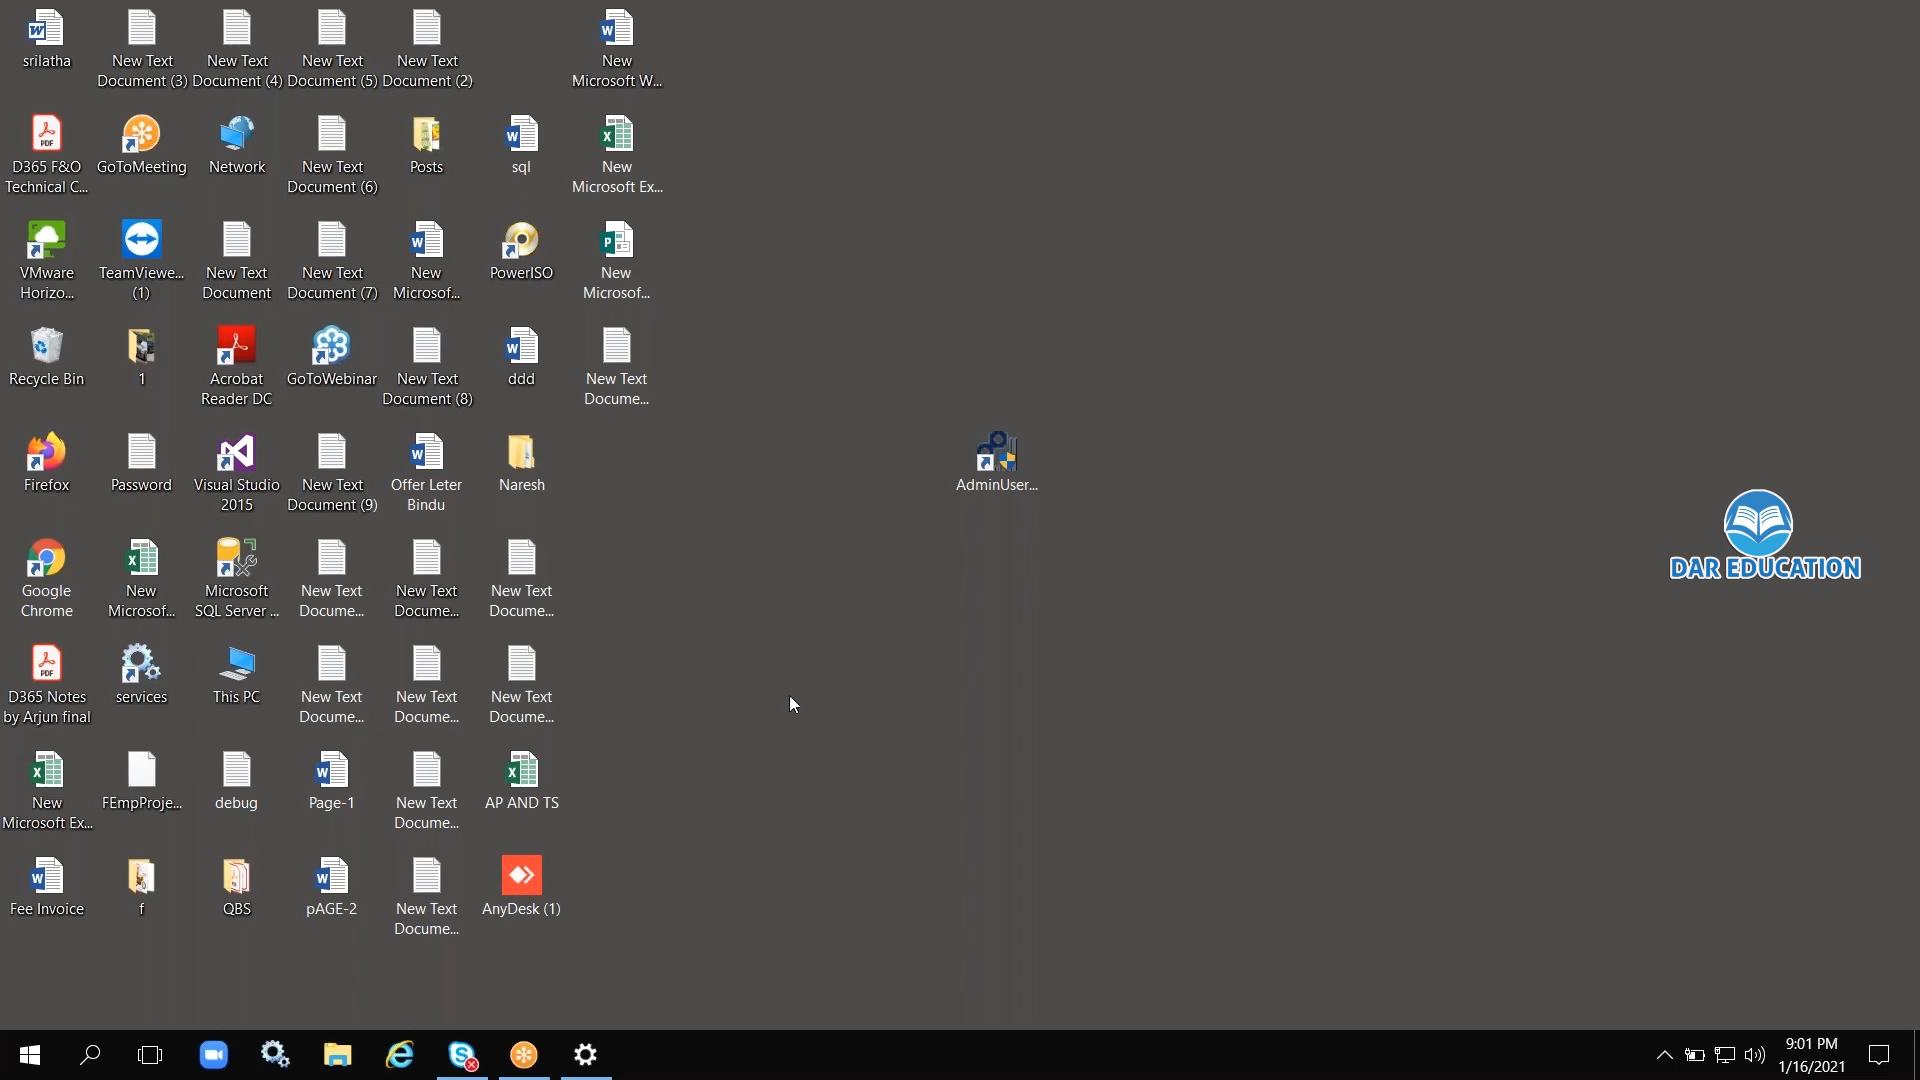 srilatha
New Text
Document (3)
New Text
Document (4)
New Text
Document (5)
New Text
Document (2)
New
Microsoft W...
D365 F&O
Technical C...
GoToMeeting
Network
New Text
Document (6)
Posts
sql
New
Microsoft Ex...
VMware
Horizo...
TeamViewe...
(1)
New Text
Document
New Text
Document (7)
New
Microsof...
PowerISO
New
Microsof...
Recycle Bin
1
Acrobat
Reader DC
GoToWebinar
New Text
Document (8)
ddd
New Text
Docume...
Firefox
Password
Visual Studio
2015
New Text
Document (9)
Offer Leter
Bindu
Naresh
AdminUser...
DAR EDUCATION
Google
Chrome
New
Microsof...
Microsoft
SQL Server ...
New Text
Docume...
New Text
Docume...
New Text
Docume...
D365 Notes
by Arjun final
services
This PC
New Text
Docume...
New Text
Docume...
New Text
Docume...
New
Microsoft Ex...
FEmpProje...
debug
Page-1
New Text
Docume...
AP AND TS
Fee Invoice
f
QBS
pAGE-2
New Text
Docume...
AnyDesk (1)
9:01 PM
1/16/2021